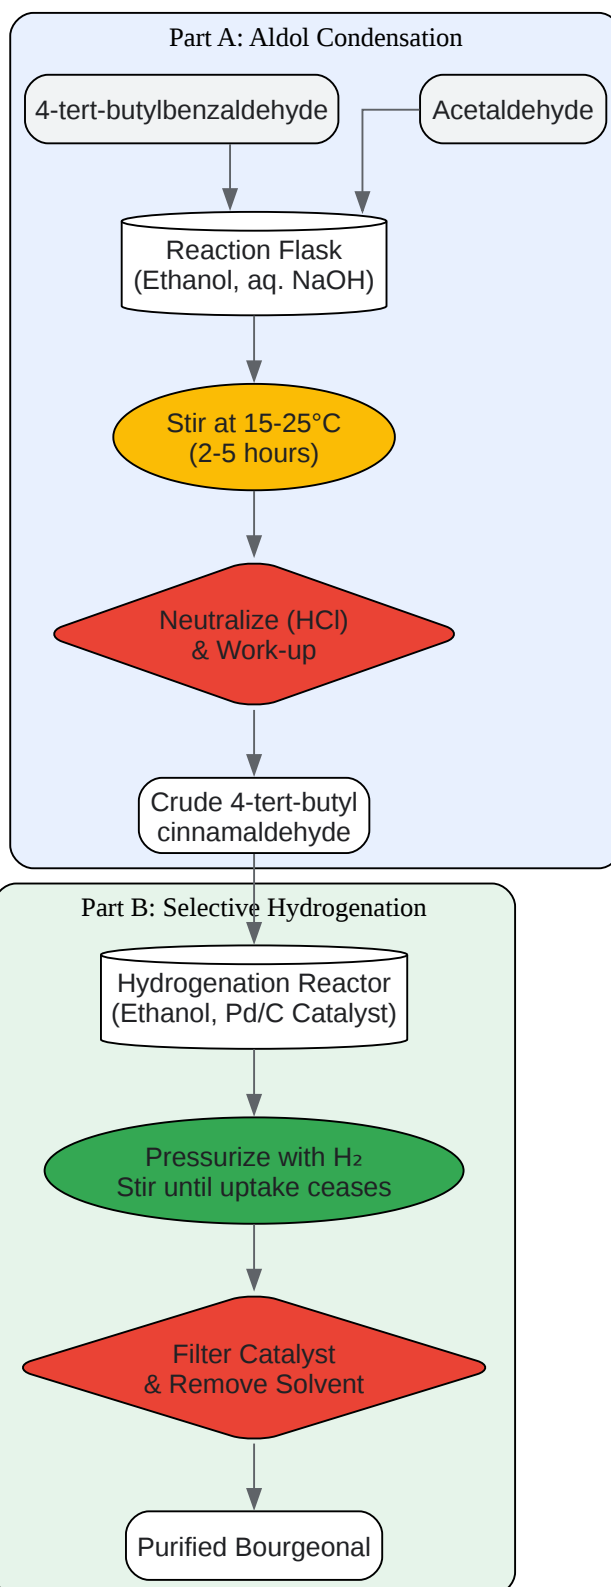 Part A: Aldol Condensation
4-tert-butylbenzaldehyde
Acetaldehyde
Reaction Flask
(Ethanol, aq. NaOH)
Stir at 15-25°C
(2-5 hours)
Neutralize (HCl)
& Work-up
Crude 4-tert-butyl
cinnamaldehyde
Part B: Selective Hydrogenation
Hydrogenation Reactor
(Ethanol, Pd/C Catalyst)
Pressurize with H₂
Stir until uptake ceases
Filter Catalyst
& Remove Solvent
Purified Bourgeonal